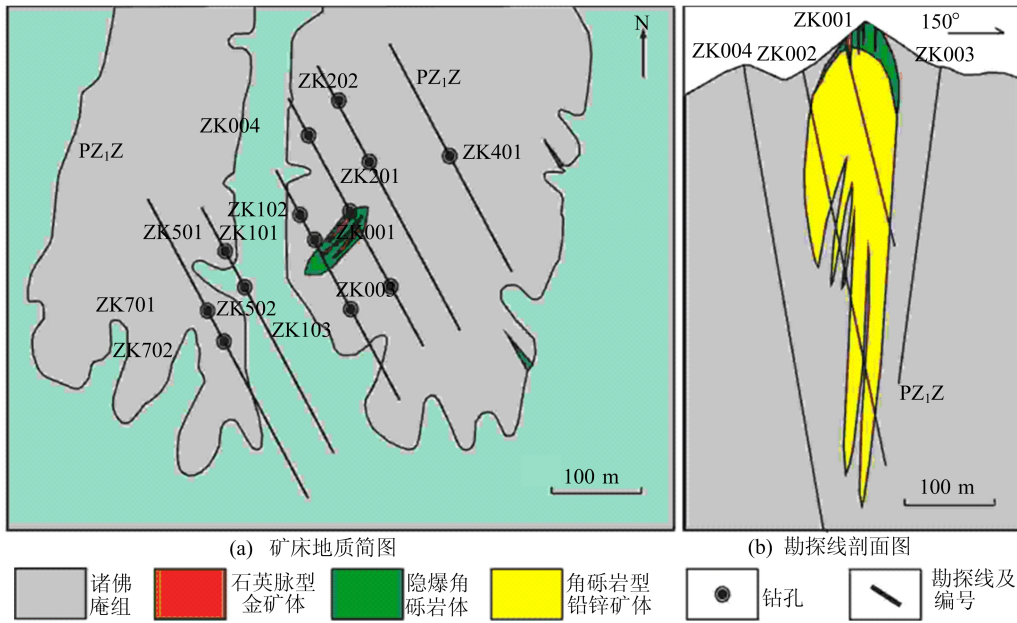 ZK202
PZ₁Z
N
ZK004
PZ₁Z
ZK401
ZK201
ZK102
ZK501
ZK101
ZK001
ZK003
ZK701
ZK502
ZK103
ZK702
100 m
(a) 矿床地质简图
ZK001
150°
ZK004
ZK002
ZK003
PZ₁Z
100 m
(b) 勘探线剖面图
诸佛
庵组
石英脉型
金矿体
隐爆角
砾岩体
角砾岩型
铅锌矿体
钻孔
勘探线及
编号